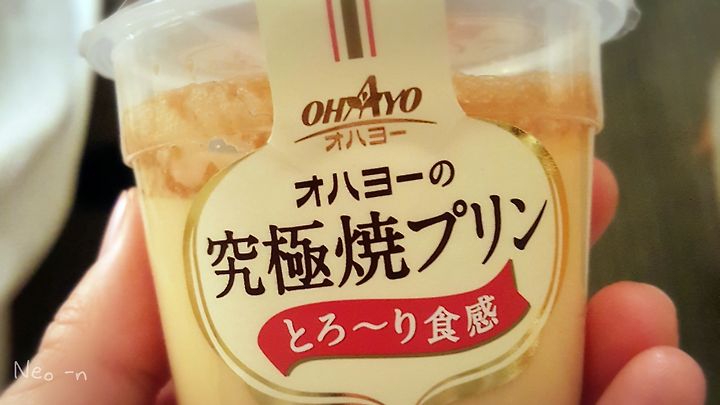 OHAYO
オハヨー
オハヨーの
究極焼プリン
とろ〜り食感
Neo -n